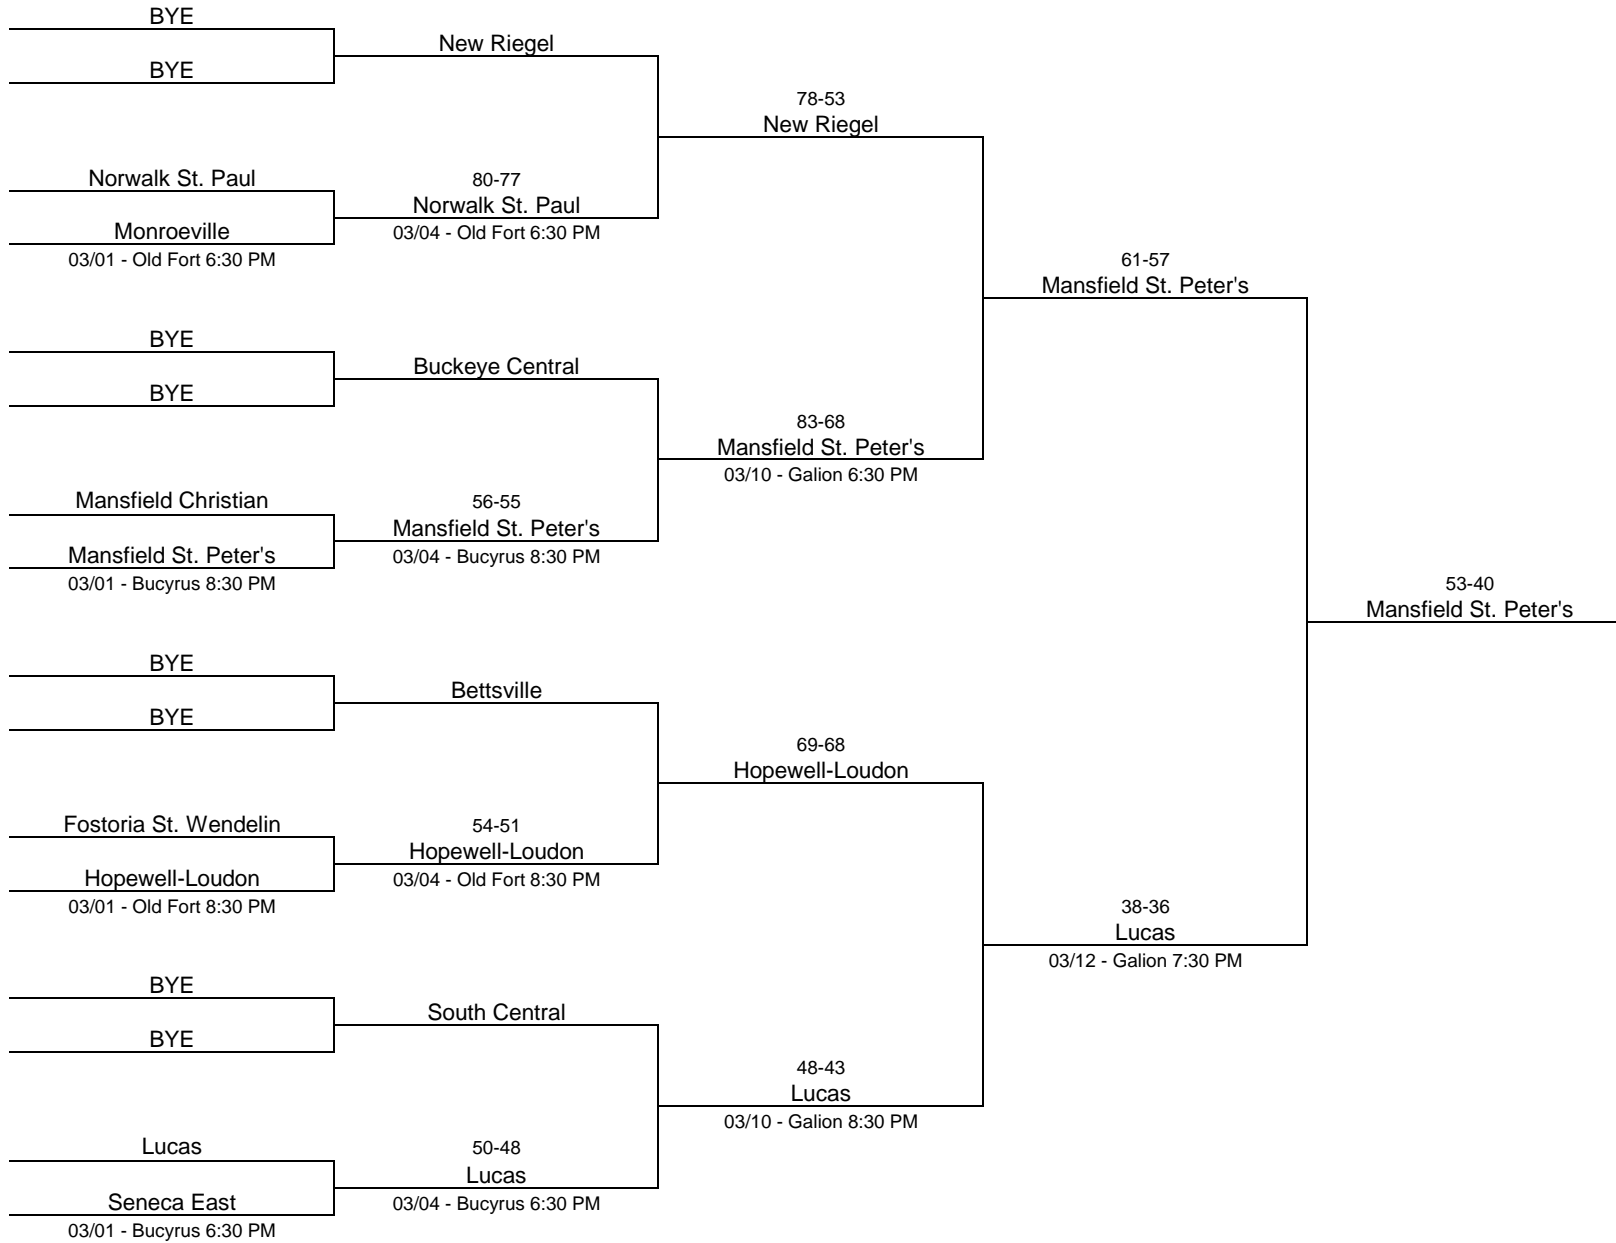 BYE
New Riegel
BYE
78-53
New Riegel
Norwalk St. Paul
80-77
Norwalk St. Paul
Monroeville
03/04 - Old Fort 6:30 PM
03/01 - Old Fort 6:30 PM
61-57
Mansfield St. Peter's
BYE
Buckeye Central
BYE
83-68
Mansfield St. Peter's
03/10 - Galion 6:30 PM
Mansfield Christian
56-55
Mansfield St. Peter's
Mansfield St. Peter's
03/04 - Bucyrus 8:30 PM
03/01 - Bucyrus 8:30 PM
53-40
Mansfield St. Peter's
BYE
Bettsville
BYE
69-68
Hopewell-Loudon
Fostoria St. Wendelin
54-51
Hopewell-Loudon
Hopewell-Loudon
03/04 - Old Fort 8:30 PM
03/01 - Old Fort 8:30 PM
38-36
Lucas
03/12 - Galion 7:30 PM
BYE
South Central
BYE
48-43
Lucas
03/10 - Galion 8:30 PM
Lucas
50-48
Lucas
Seneca East
03/04 - Bucyrus 6:30 PM
03/01 - Bucyrus 6:30 PM